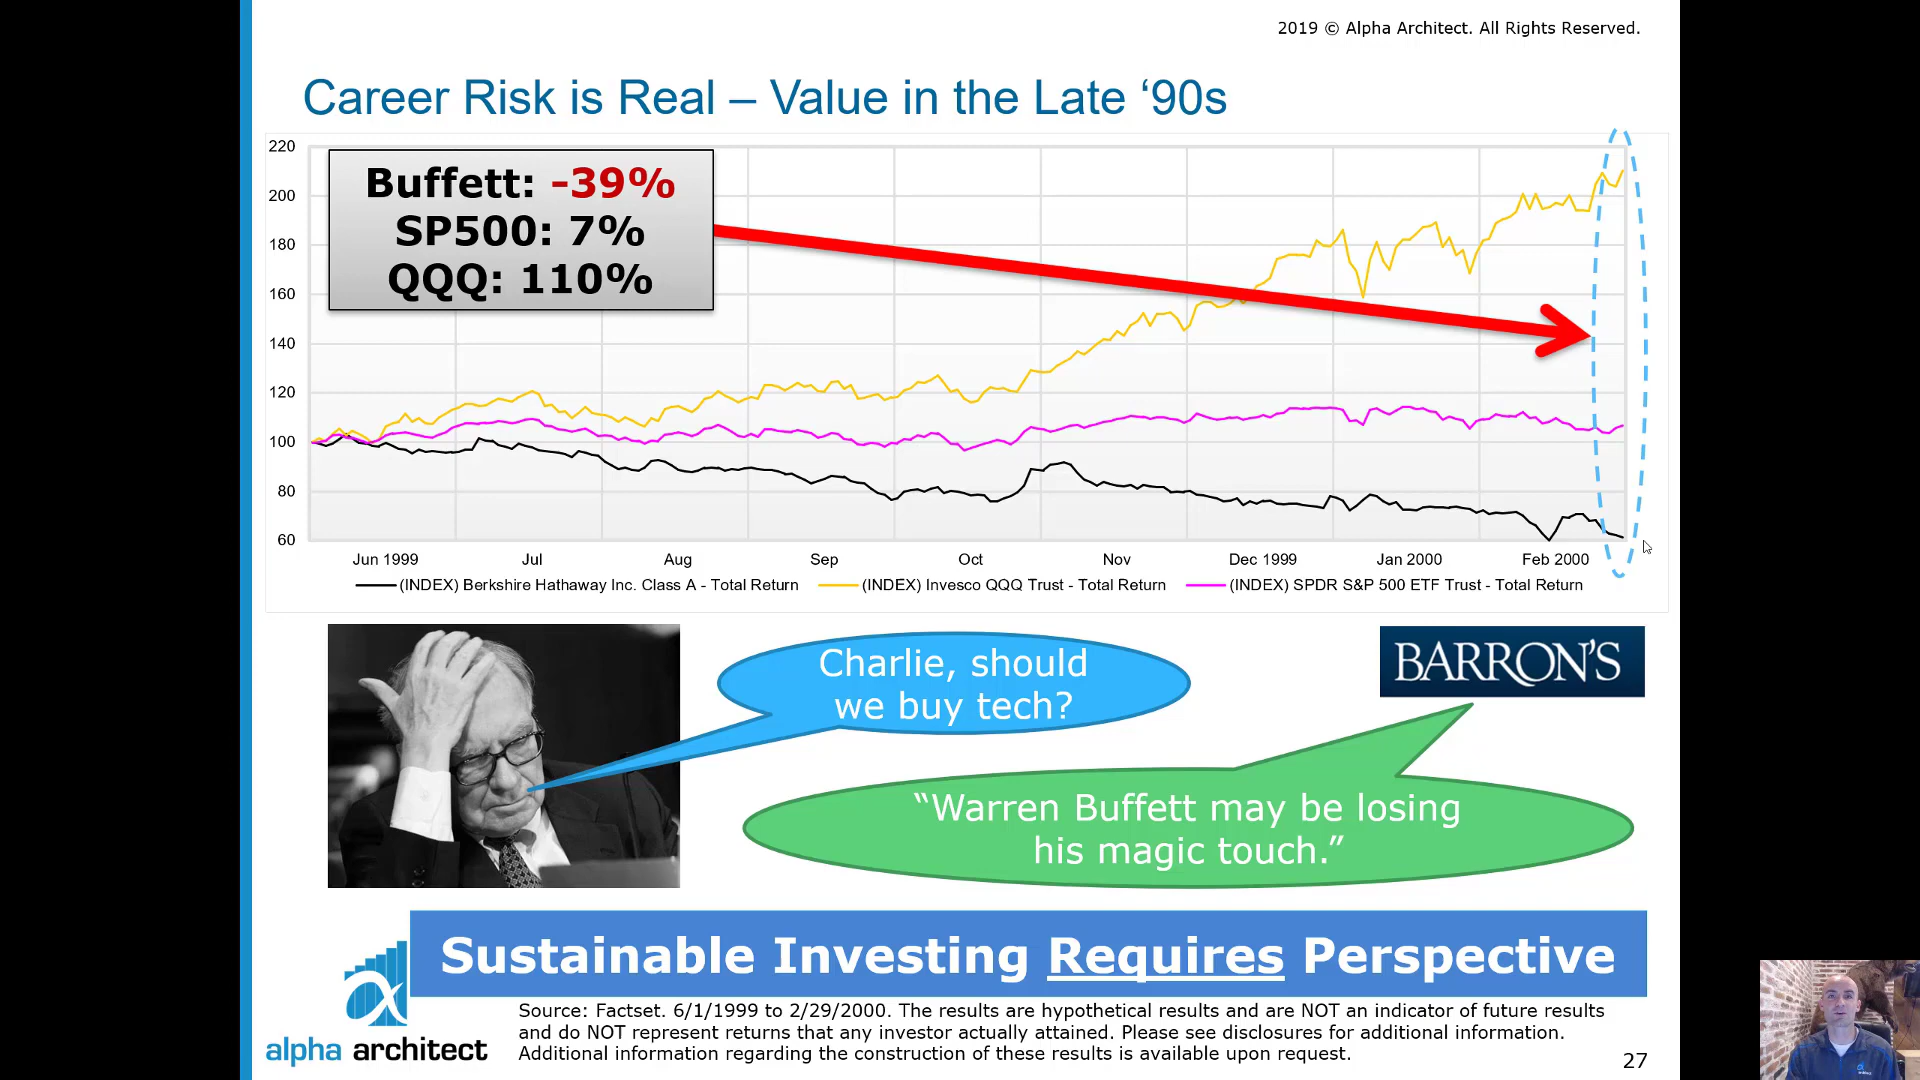 2019 © Alpha Architect. All Rights Reserved.
Career Risk is Real – Value in the Late ‘90s
220
200
180
160
140
120
100
80
60
Buffett: -39%
SP500: 7%
QQQ: 110%
Jun 1999 Jul Aug Sep Oct Nov Dec 1999 Jan 2000 Feb 2000
(INDEX) Berkshire Hathaway Inc. Class A - Total Return (INDEX) Invesco QQQ Trust - Total Return (INDEX) SPDR S&P 500 ETF Trust - Total Return
Charlie, should
we buy tech?
BARRON'S
“Warren Buffett may be losing
his magic touch.”
Sustainable Investing Requires Perspective
alpha architect
Source: Factset. 6/1/1999 to 2/29/2000. The results are hypothetical results and are NOT an indicator of future results
and do NOT represent returns that any investor actually attained. Please see disclosures for additional information.
Additional information regarding the construction of these results is available upon request.
27